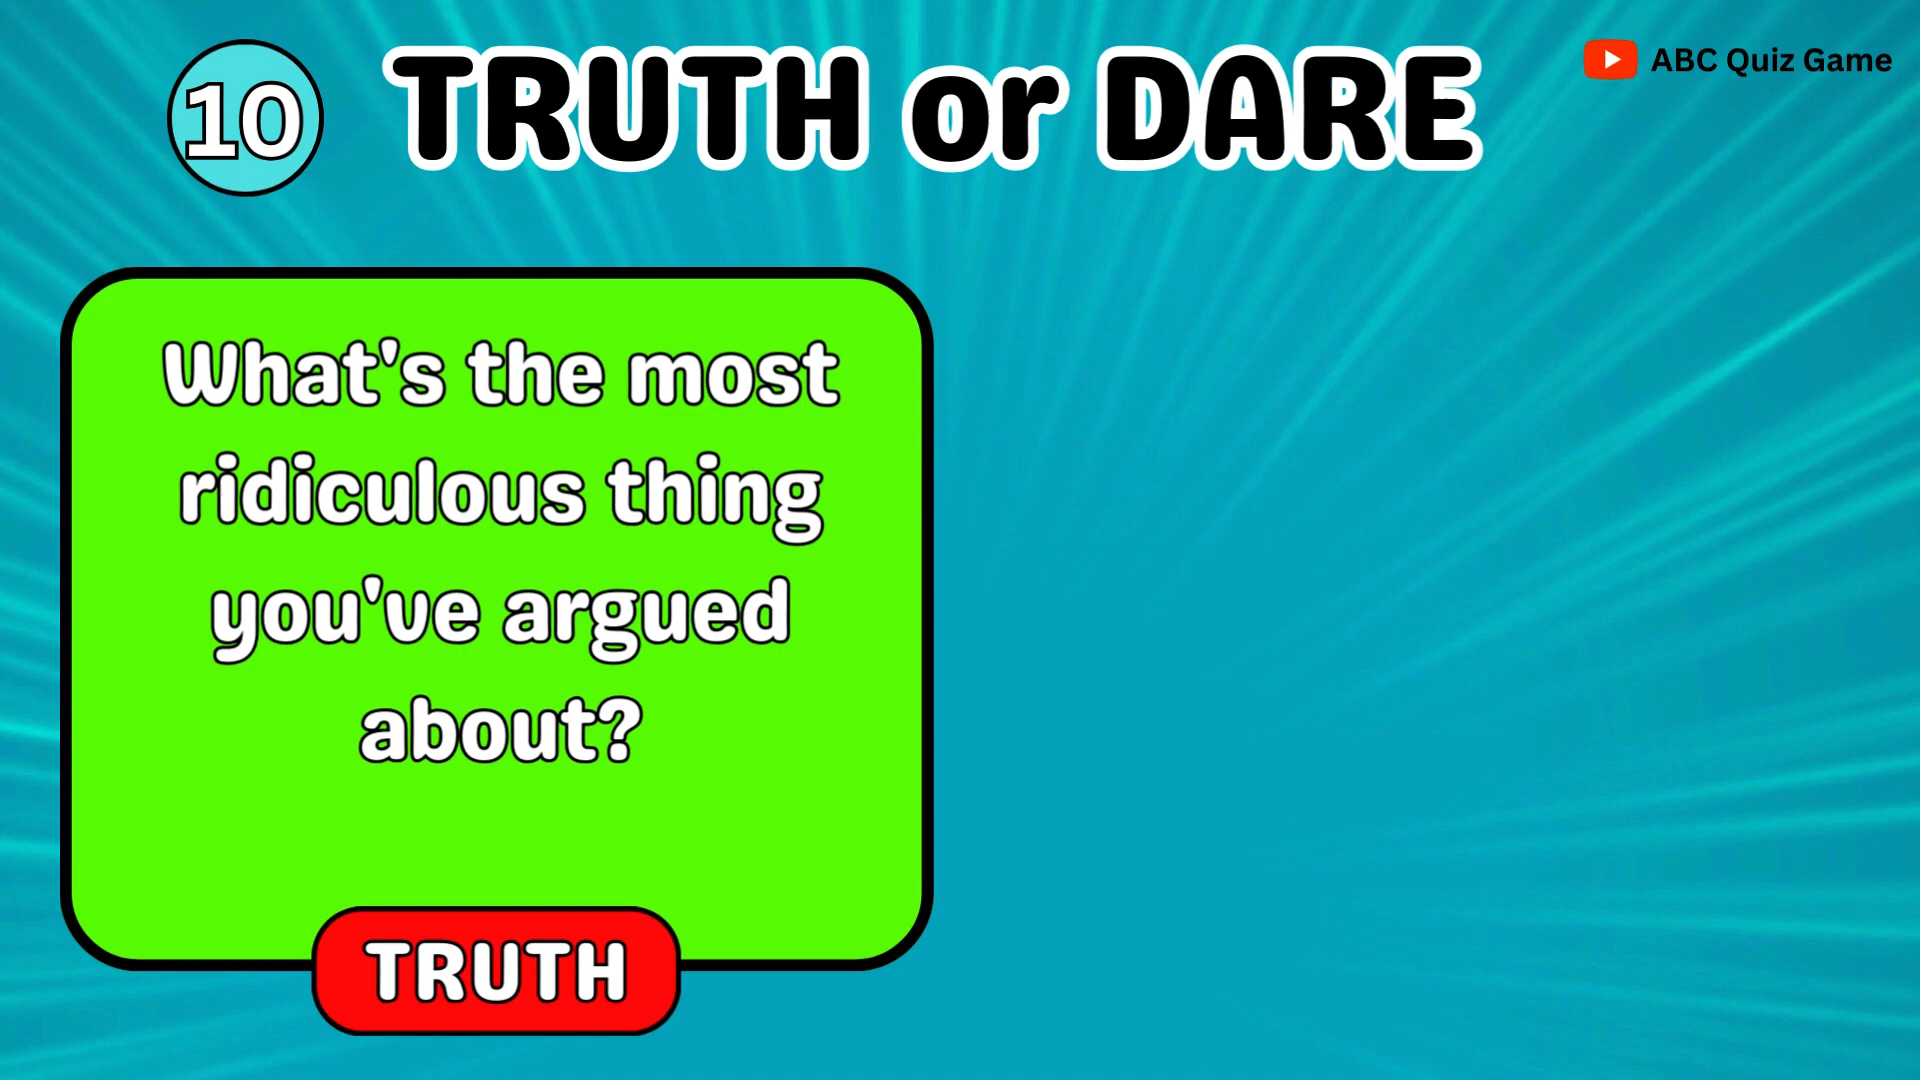 10
TRUTH or DARE
ABC Quiz Game
What's the most
ridiculous thing
you've argued
about?
TRUTH